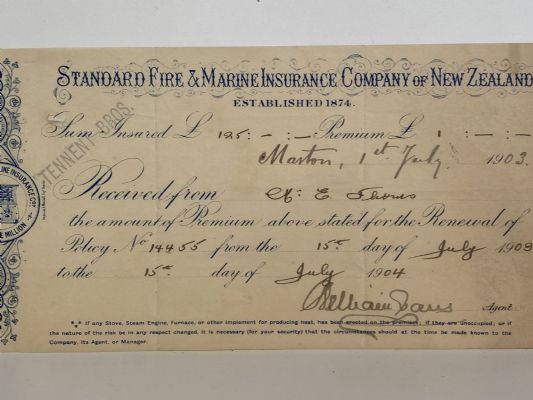 STANDARD FIRE & MARINE INSURANCE COMPANY OF NEW ZEALAND
ESTABLISHED 1874.
TENNENT BROS.
Sum Insured £ 125 : - : - : Premium £ 1 : - : -
Marton, 1st July 1903.
Received from
the amount of Premium above stated for the Renewal of
Policy No 14455 from the 15th day of July 1903
to the 15th day of July 1904
Agent
If any Stove, Steam Engine, Furnace, or other implement for producing heat, has been erected on the premises; if they are unoccupied; or if
the nature of the risk be in any respect changed, it is necessary (for your security) that the circumstances should at the time be made known to the
Company, its Agent, or Manager.
INSURANCE CO.
MILLION